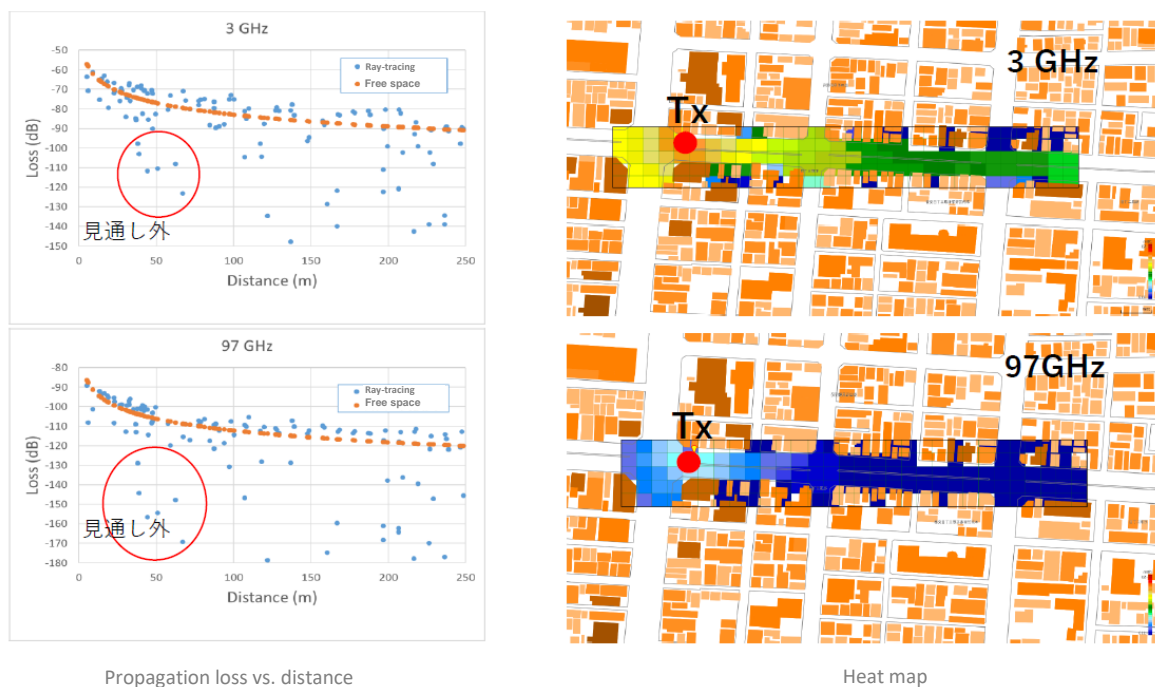 3 GHz
-50
-60
-70
-80
-90
-100
-110
-120
-130
-140
-150
Loss (dB)
Ray-tracing
Free space
見通し外
0 50 100 150 200 250
Distance (m)
3 GHz
Tx
97 GHz
-80
-90
-100
-110
-120
-130
-140
-150
-160
-170
-180
Loss (dB)
Ray-tracing
Free space
見通し外
0 50 100 150 200 250
Distance (m)
97GHz
Tx
Propagation loss vs. distance
Heat map